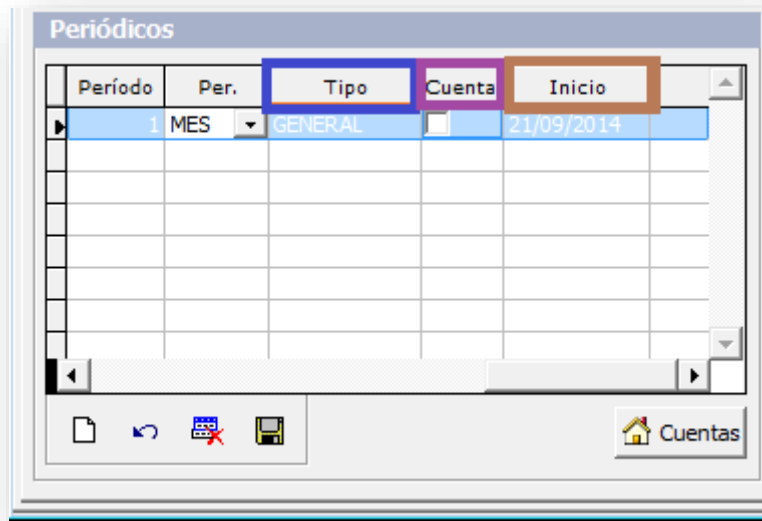 Periódicos
Período Per. Tipo Cuenta Inicio
1 MES GENERAL 21/09/2014
Cuentas